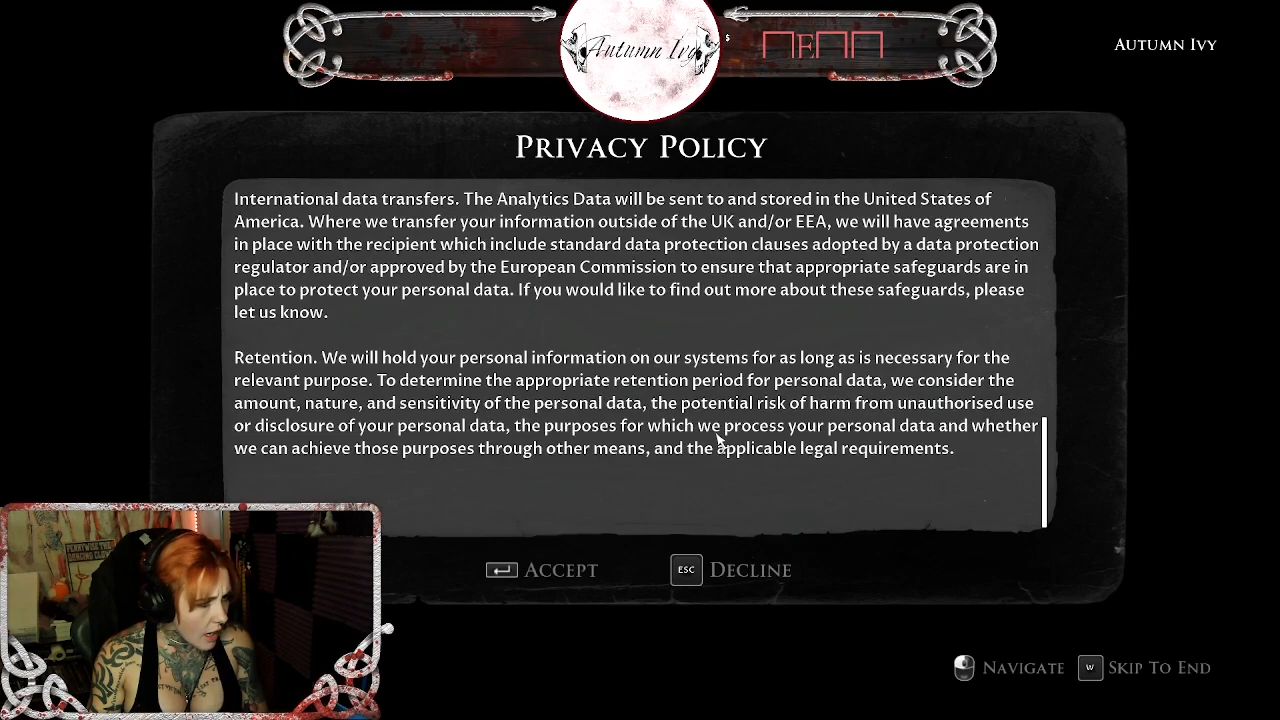 Autumn Ivy
$
AUTUMN IVY
PRIVACY POLICY
International data transfers. The Analytics Data will be sent to and stored in the United States of
America. Where we transfer your information outside of the UK and/or EEA, we will have agreements
in place with the recipient which include standard data protection clauses adopted by a data protection
regulator and/or approved by the European Commission to ensure that appropriate safeguards are in
place to protect your personal data. If you would like to find out more about these safeguards, please
let us know.
Retention. We will hold your personal information on our systems for as long as is necessary for the
relevant purpose. To determine the appropriate retention period for personal data, we consider the
amount, nature, and sensitivity of the personal data, the potential risk of harm from unauthorised use
or disclosure of your personal data, the purposes for which we process your personal data and whether
we can achieve those purposes through other means, and the applicable legal requirements.
PENNYWISE THE
DANCING CLOWN
ACCEPT
ESC DECLINE
NAVIGATE W SKIP TO END